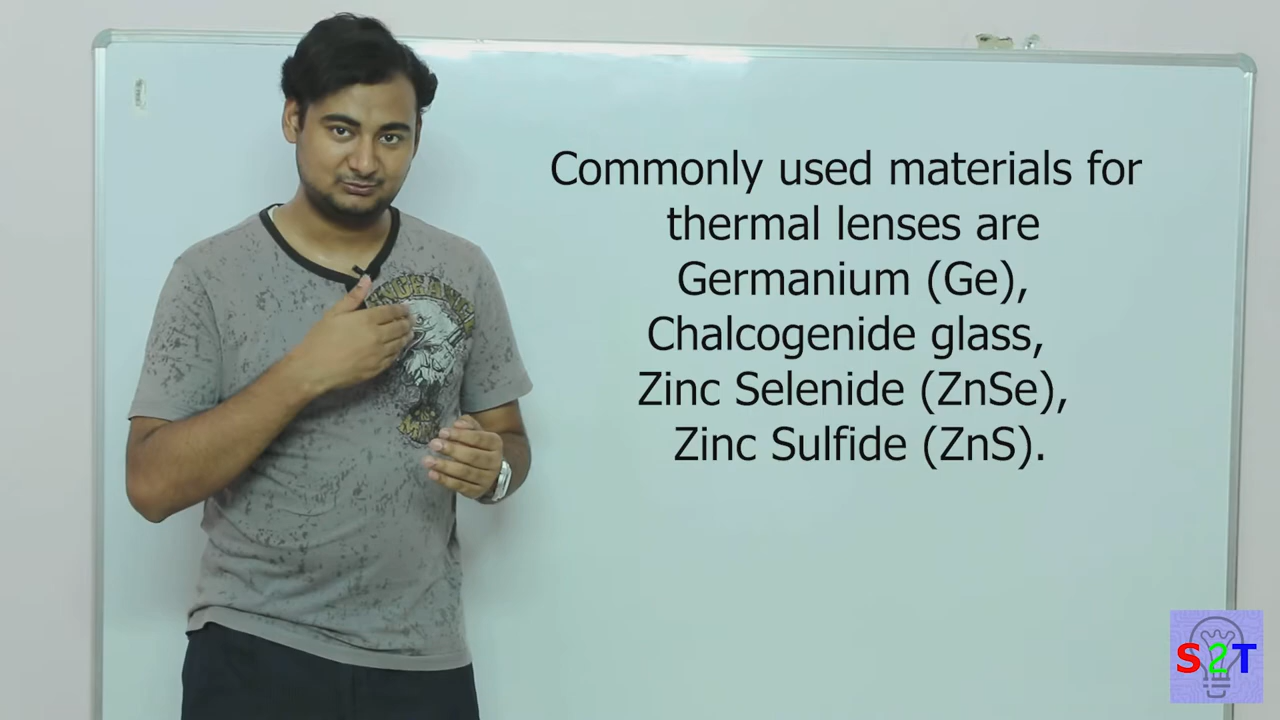 Commonly used materials for
thermal lenses are
Germanium (Ge),
Chalcogenide glass,
Zinc Selenide (ZnSe),
Zinc Sulfide (ZnS).
S2T